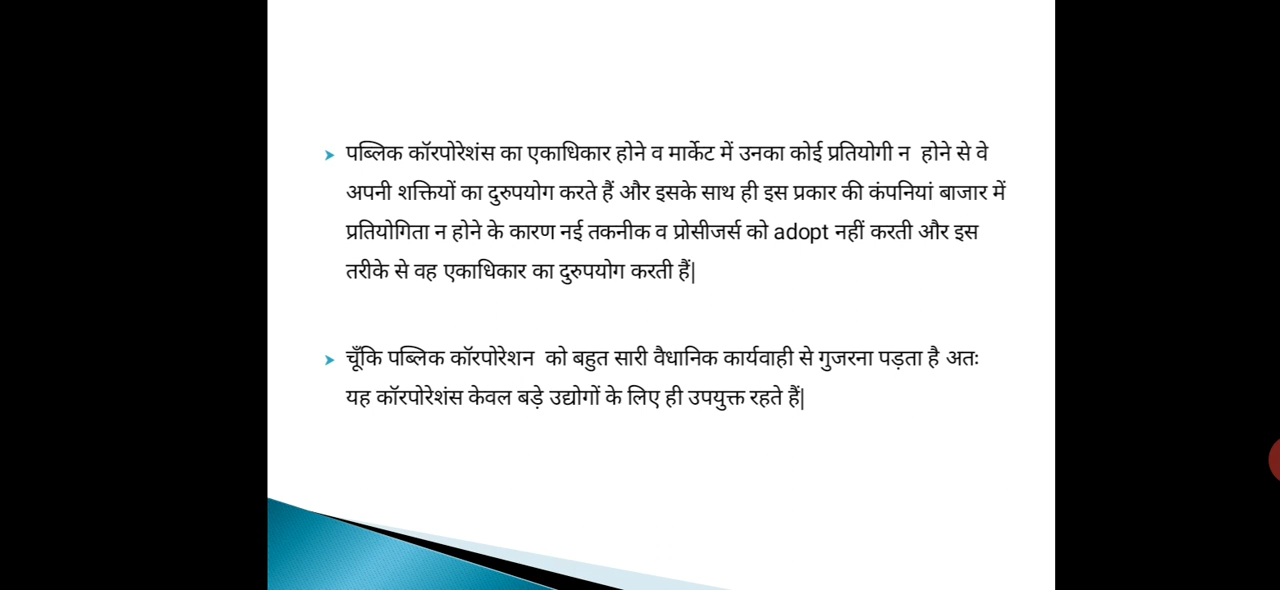 पब्लिक कॉरपोरेशंस का एकाधिकार होने व मार्केट में उनका कोई प्रतियोगी न होने से वे
अपनी शक्तियों का दुरुपयोग करते हैं और इसके साथ ही इस प्रकार की कंपनियां बाजार में
प्रतियोगिता न होने के कारण नई तकनीक व प्रोसीजर्स को adopt नहीं करती और इस
तरीके से वह एकाधिकार का दुरुपयोग करती हैं|
चूँकि पब्लिक कॉरपोरेशन को बहुत सारी वैधानिक कार्यवाही से गुजरना पड़ता है अतः
यह कॉरपोरेशंस केवल बड़े उद्योगों के लिए ही उपयुक्त रहते हैं|